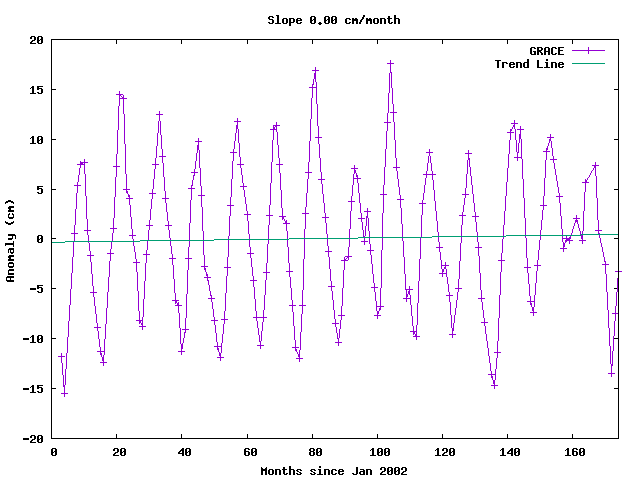 Slope 0.00 cm/month
GRACE
Trend Line
20
15
10
5
0
-5
-10
-15
-20
Anomaly (cm)
0 20 40 60 80 100 120 140 160
Months since Jan 2002